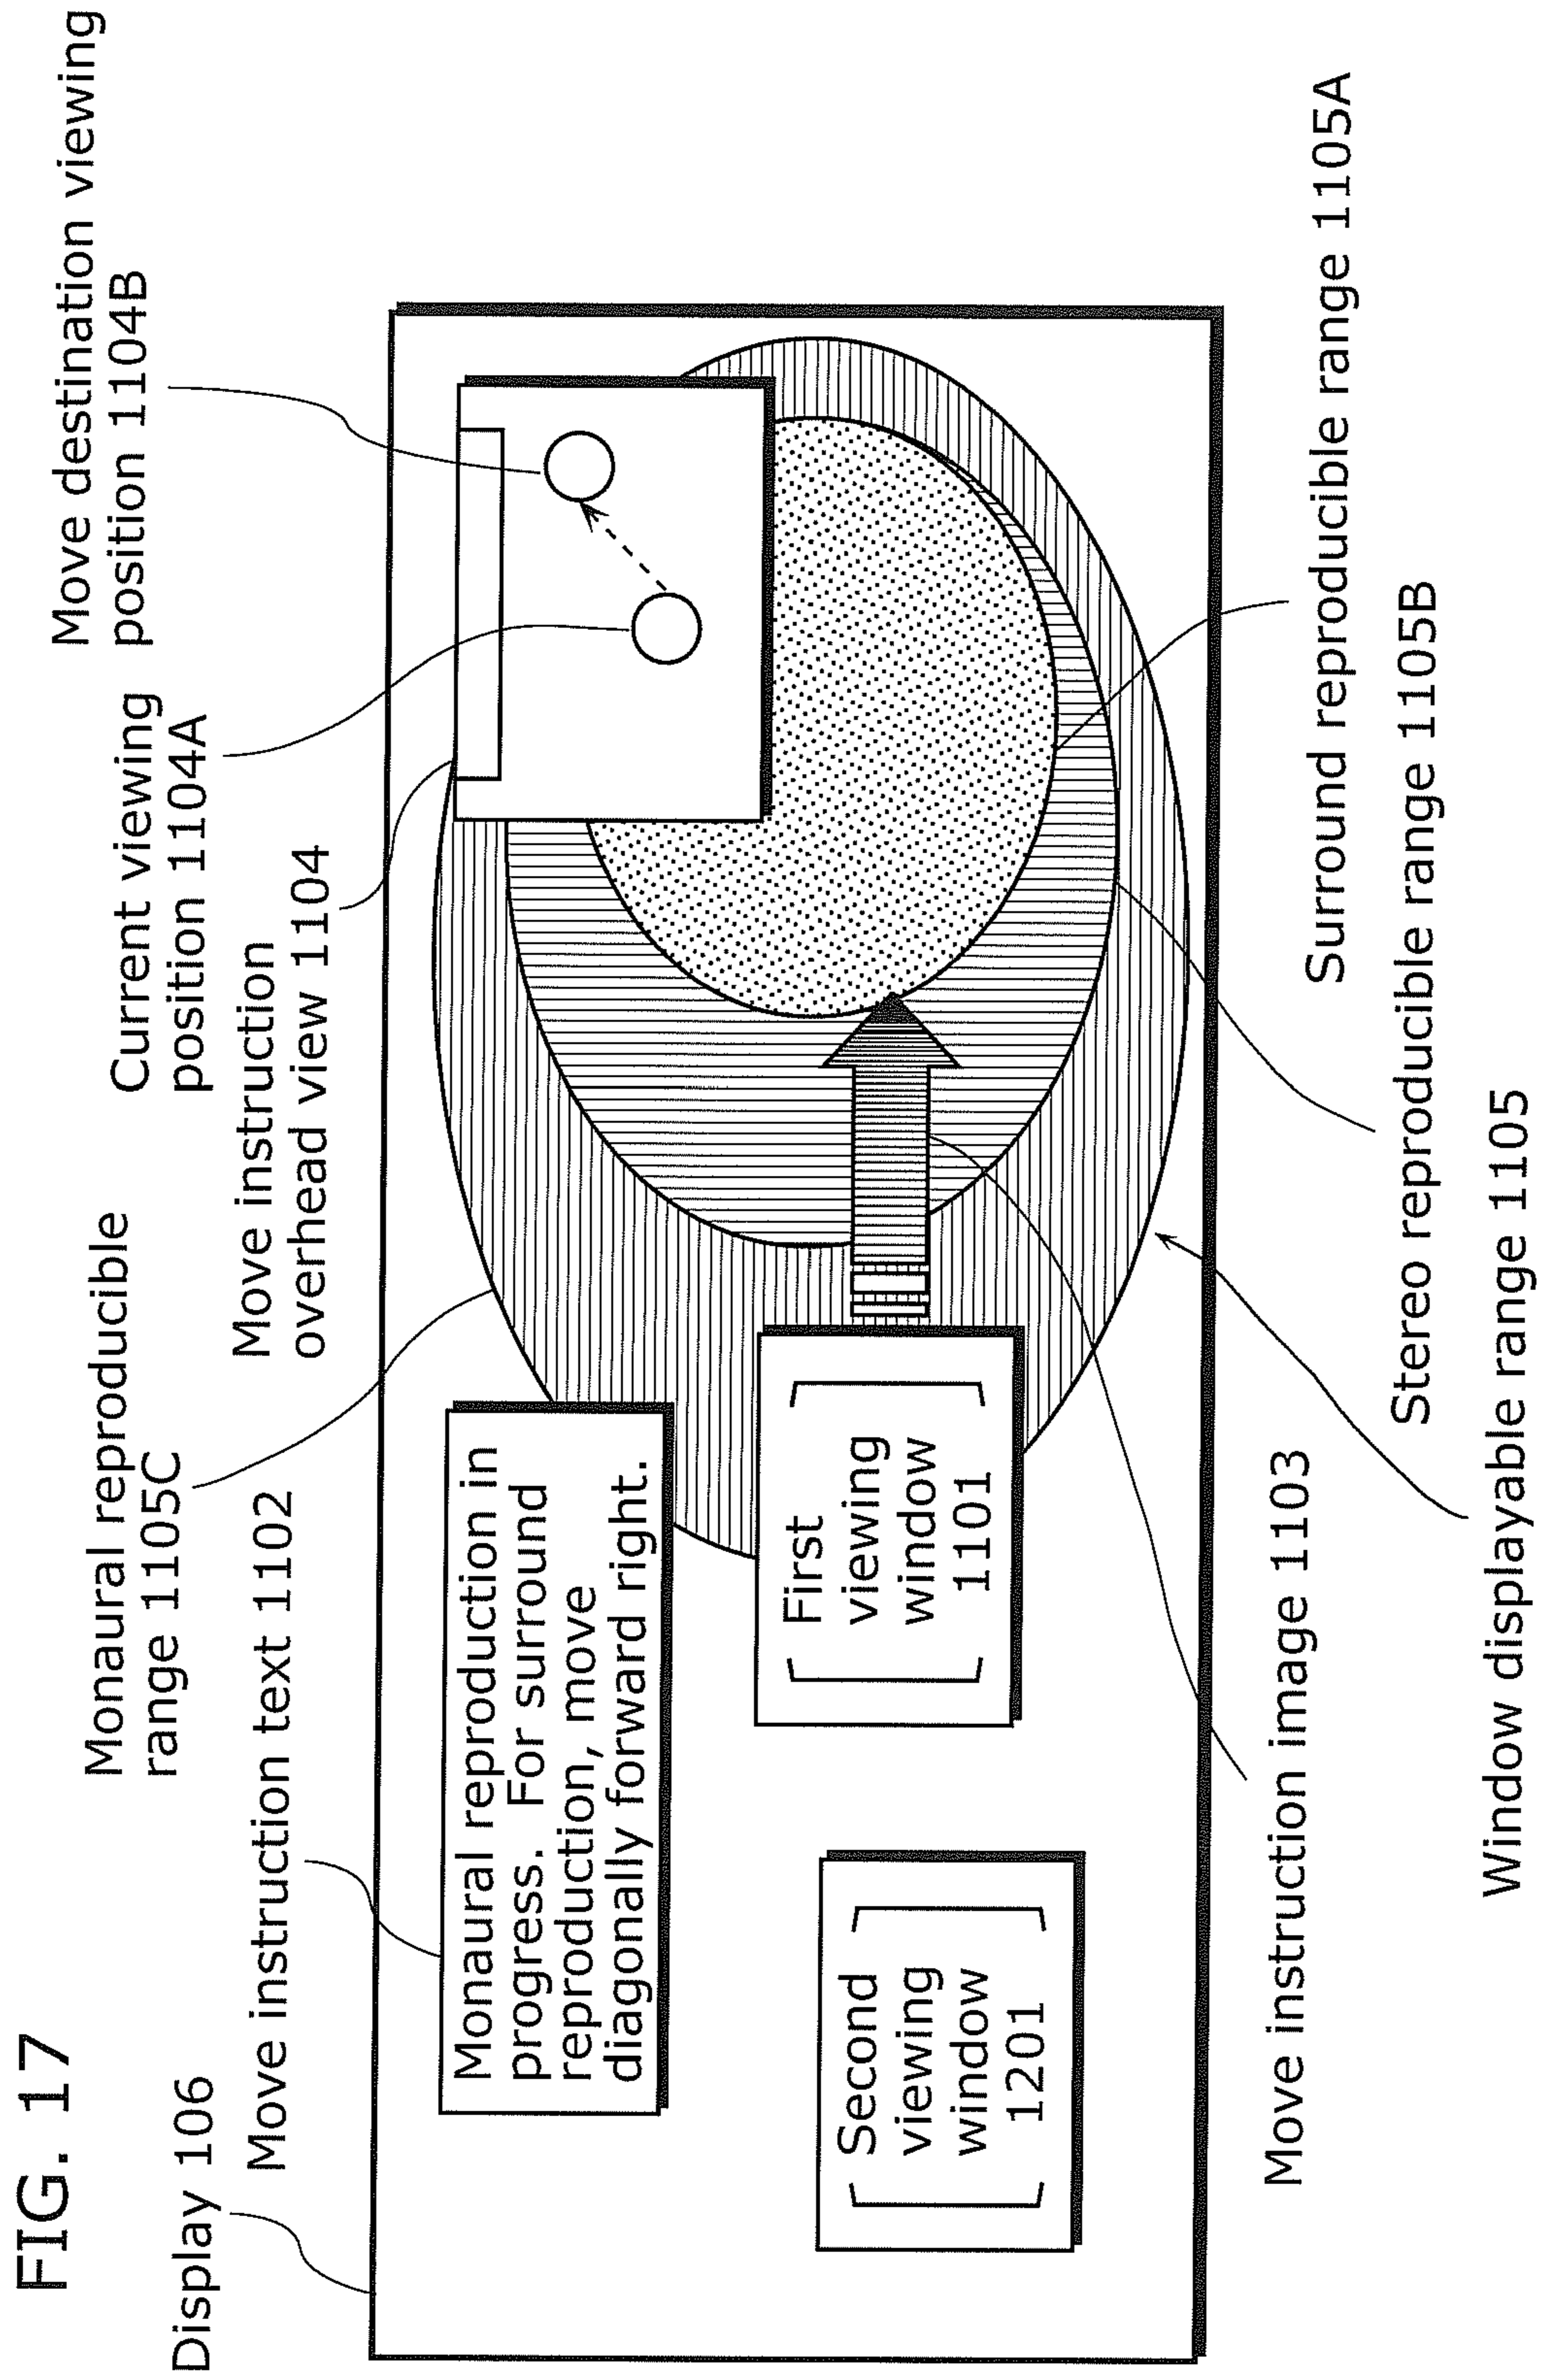 FIG. 17
Display 106
Move instruction text 1102
Monaural reproducible
range 1105C
Move instruction
overhead view 1104
Current viewing
position 1104A
Move destination viewing
position 1104B
Monaural reproduction in
progress. For surround
reproduction, move
diagonally forward right.
First
viewing
window
1101
Second
viewing
window
1201
Move instruction image 1103
Window displayable range 1105
Stereo reproducible range 1105B
Surround reproducible range 1105A